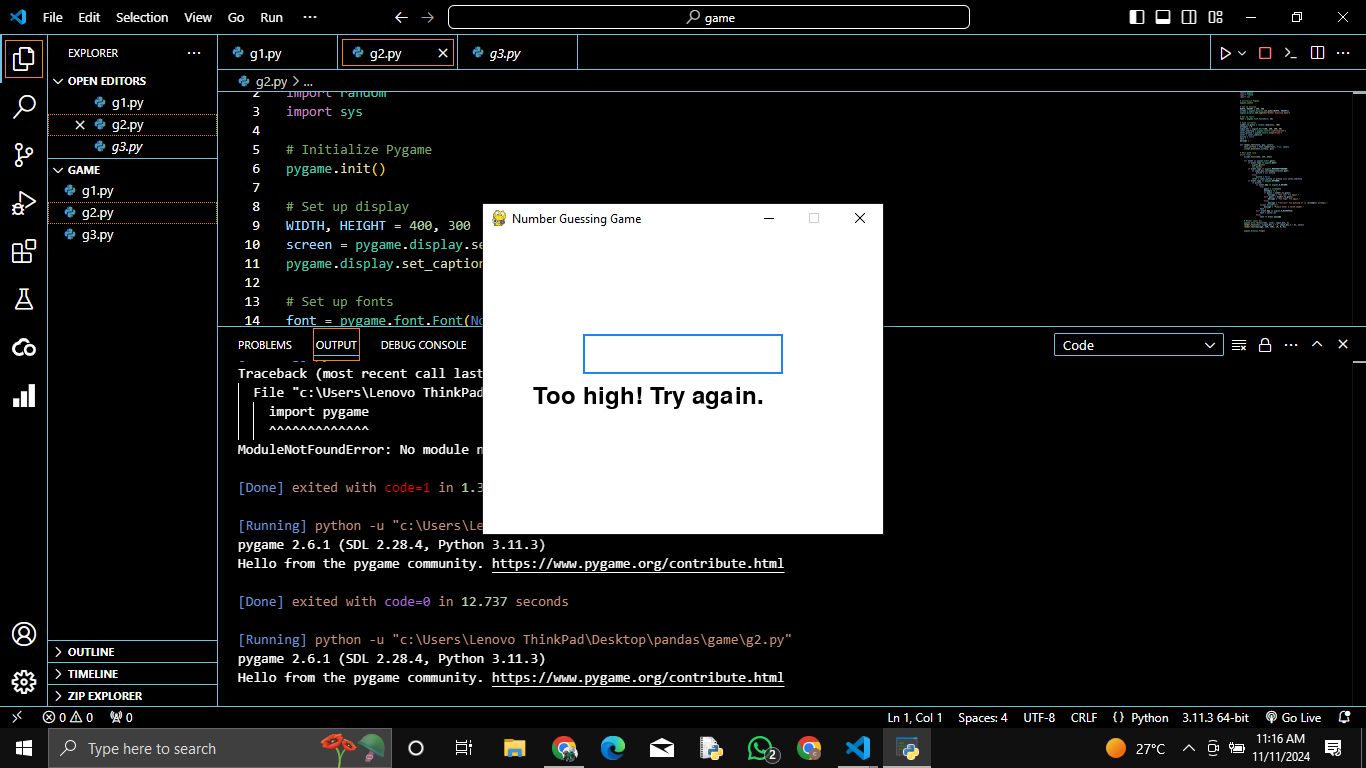 File Edit Selection View Go Run ··· game
EXPLORER ···
OPEN EDITORS
g1.py
g2.py
g3.py
GAME
g1.py
g2.py
g3.py
OUTLINE
TIMELINE
ZIP EXPLORER
g1.py g2.py g3.py
g2.py > ...
2 import random
3 import sys
4
5 # Initialize Pygame
6 pygame.init()
7
8 # Set up display
9 WIDTH, HEIGHT = 400, 300
10 screen = pygame.display.se
11 pygame.display.set_caption
12
13 # Set up fonts
14 font = pygame.font.Font(No
Number Guessing Game
Too high! Try again.
PROBLEMS OUTPUT DEBUG CONSOLE Code
Traceback (most recent call last
File "c:\Users\Lenovo ThinkPad
import pygame
^^^^^^^^^^^^^
ModuleNotFoundError: No module n
[Done] exited with code=1 in 1.3
[Running] python -u "c:\Users\Le
pygame 2.6.1 (SDL 2.28.4, Python 3.11.3)
Hello from the pygame community. https://www.pygame.org/contribute.html
[Done] exited with code=0 in 12.737 seconds
[Running] python -u "c:\Users\Lenovo ThinkPad\Desktop\pandas\game\g2.py"
pygame 2.6.1 (SDL 2.28.4, Python 3.11.3)
Hello from the pygame community. https://www.pygame.org/contribute.html
0 0 0 Ln 1, Col 1 Spaces: 4 UTF-8 CRLF {} Python 3.11.3 64-bit Go Live
Type here to search 2 27°C 11:16 AM
11/11/2024